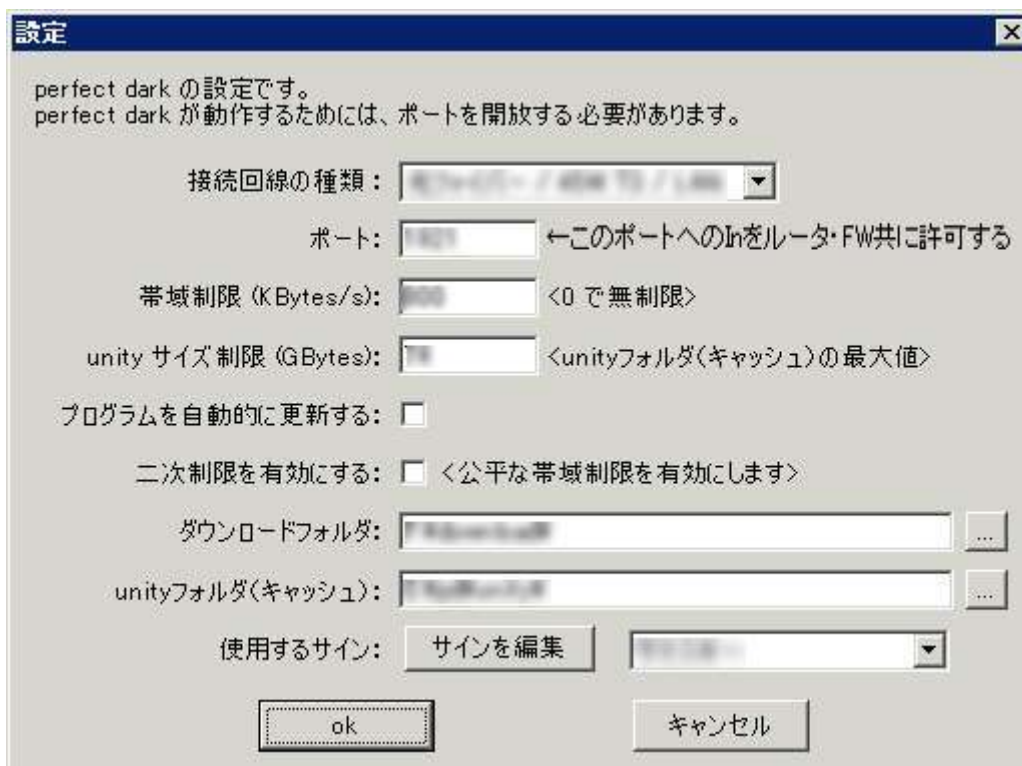 設定
perfect dark の設定です。
perfect dark が動作するためには、ポートを開放する必要があります。
接続回線の種類:
ポート: ←このポートへのInをルータ・FW共に許可する
帯域制限 (KBytes/s): <0 で無制限>
unity サイズ制限 (GBytes): <unityフォルダ(キャッシュ)の最大値>
プログラムを自動的に更新する:
二次制限を有効にする: <公平な帯域制限を有効にします>
ダウンロードフォルダ: ...
unityフォルダ(キャッシュ): ...
使用するサイン: サインを編集
ok キャンセル